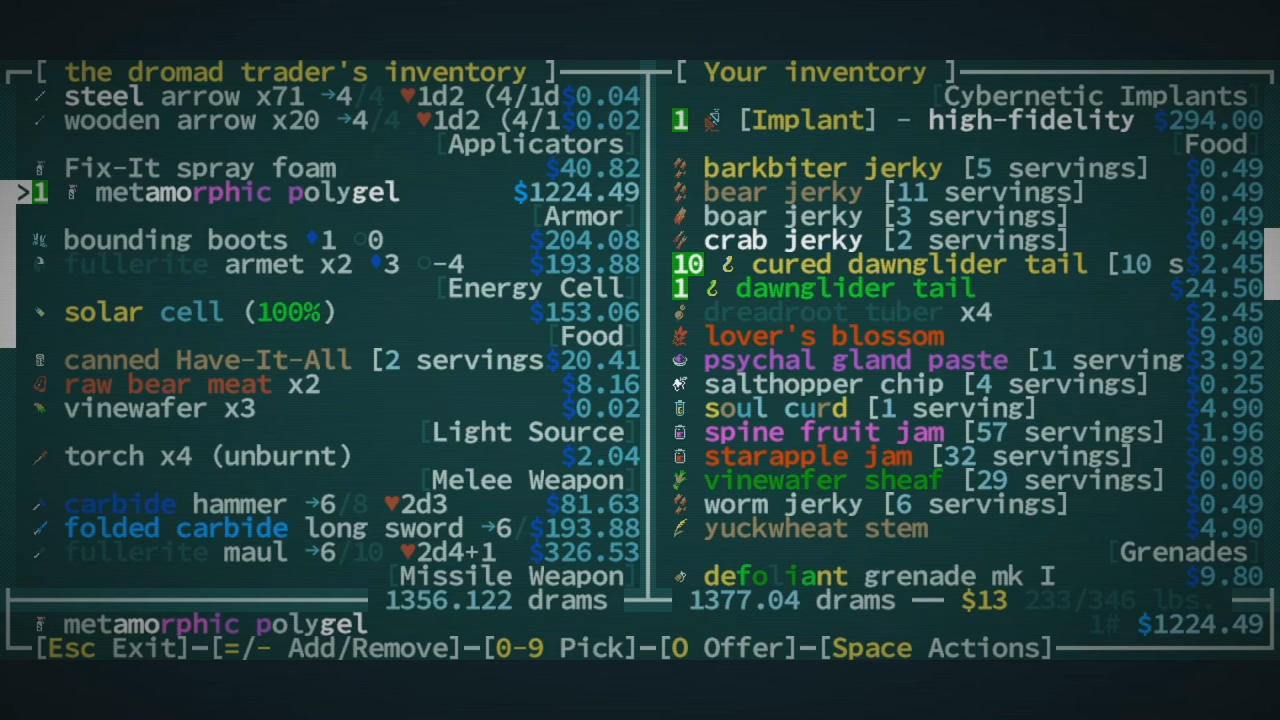 [ the dromad trader's inventory ]
steel arrow x71 →4/4 ♥1d2 (4/1d$0.04
wooden arrow x20 →4/4 ♥1d2 (4/1$0.02
[Applicators]
Fix-It spray foam $40.82
>1 metamorphic polygel $1224.49
[Armor]
bounding boots ♦1 ○0 $204.08
fullerite armet x2 ♦3 ○-4 $193.88
[Energy Cell]
solar cell (100%) $153.06
[Food]
canned Have-It-All [2 servings$20.41
raw bear meat x2 $8.16
vinewafer x3 $0.02
[Light Source]
torch x4 (unburnt) $2.04
[Melee Weapon]
carbide hammer →6/8 ♥2d3 $81.63
folded carbide long sword →6/$193.88
fullerite maul →6/10 ♥2d4+1 $326.53
[Missile Weapon]
1356.122 drams
[ Your inventory ]
[Cybernetic Implants]
1 [Implant] - high-fidelity $294.00
[Food]
barkbiter jerky [5 servings] $0.49
bear jerky [11 servings] $0.49
boar jerky [3 servings] $0.49
crab jerky [2 servings] $0.49
10 cured dawnglider tail [10 s$2.45
1 dawnglider tail $24.50
dreadroot tuber x4 $2.45
lover's blossom $9.80
psychal gland paste [1 serving$3.92
salthopper chip [4 servings] $0.25
soul curd [1 serving] $4.90
spine fruit jam [57 servings] $1.96
starapple jam [32 servings] $0.98
vinewafer sheaf [29 servings] $0.00
worm jerky [6 servings] $0.49
yuckwheat stem $4.90
[Grenades]
defoliant grenade mk I $9.80
1377.04 drams — $13 233/346 lbs.
metamorphic polygel 1# $1224.49
[Esc Exit]-[=/- Add/Remove]-[0-9 Pick]-[O Offer]-[Space Actions]